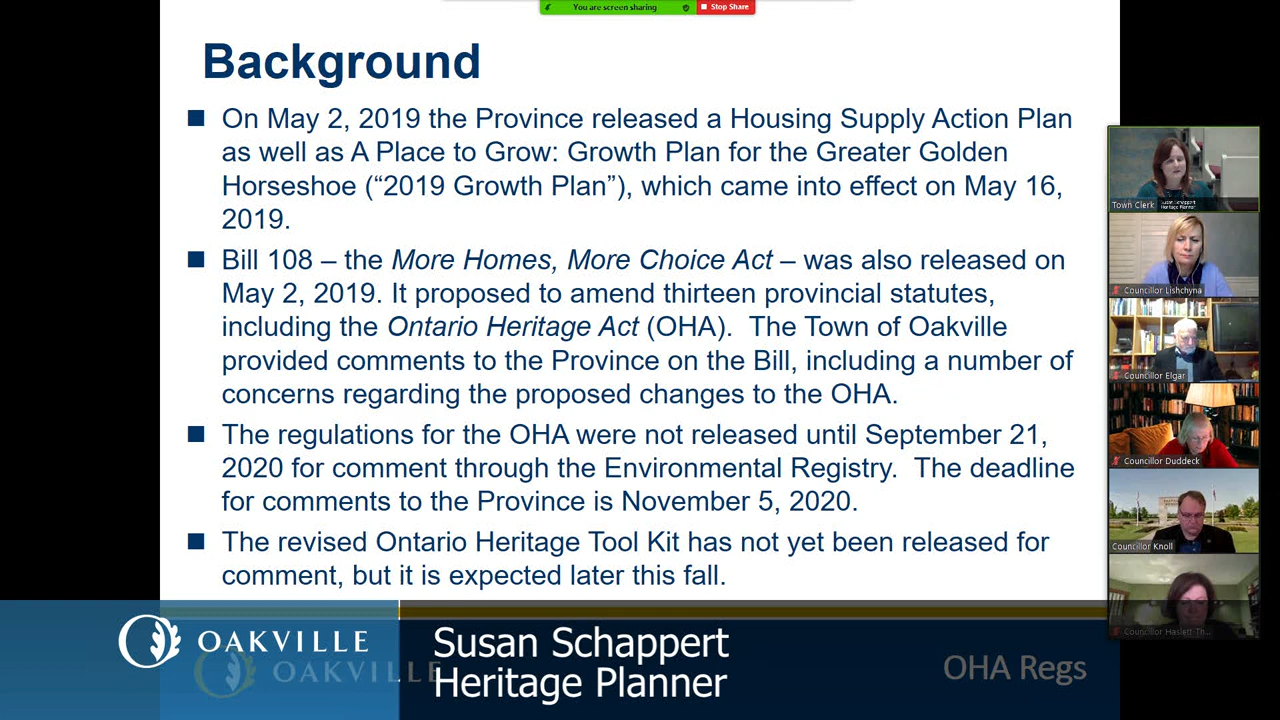 You are screen sharing
Stop Share
Background
On May 2, 2019 the Province released a Housing Supply Action Plan
as well as A Place to Grow: Growth Plan for the Greater Golden
Horseshoe (“2019 Growth Plan”), which came into effect on May 16,
2019.
Bill 108 – the More Homes, More Choice Act – was also released on
May 2, 2019. It proposed to amend thirteen provincial statutes,
including the Ontario Heritage Act (OHA).  The Town of Oakville
provided comments to the Province on the Bill, including a number of
concerns regarding the proposed changes to the OHA.
The regulations for the OHA were not released until September 21,
2020 for comment through the Environmental Registry.  The deadline
for comments to the Province is November 5, 2020.
The revised Ontario Heritage Tool Kit has not yet been released for
comment, but it is expected later this fall.
Town Clerk
Susan Schappert
Heritage Planner
Councillor Lishchyna
Councillor Elgar
Councillor Duddeck
Councillor Knoll
Councillor Haslett-Th...
OAKVILLE
OAKVILLE
Susan Schappert
Heritage Planner
OHA Regs